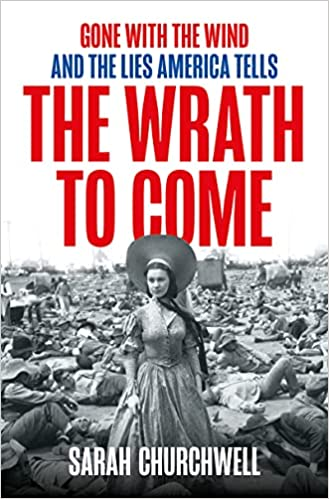 GONE WITH THE WIND
AND THE LIES AMERICA TELLS
THE WRATH
TO COME
SARAH CHURCHWELL